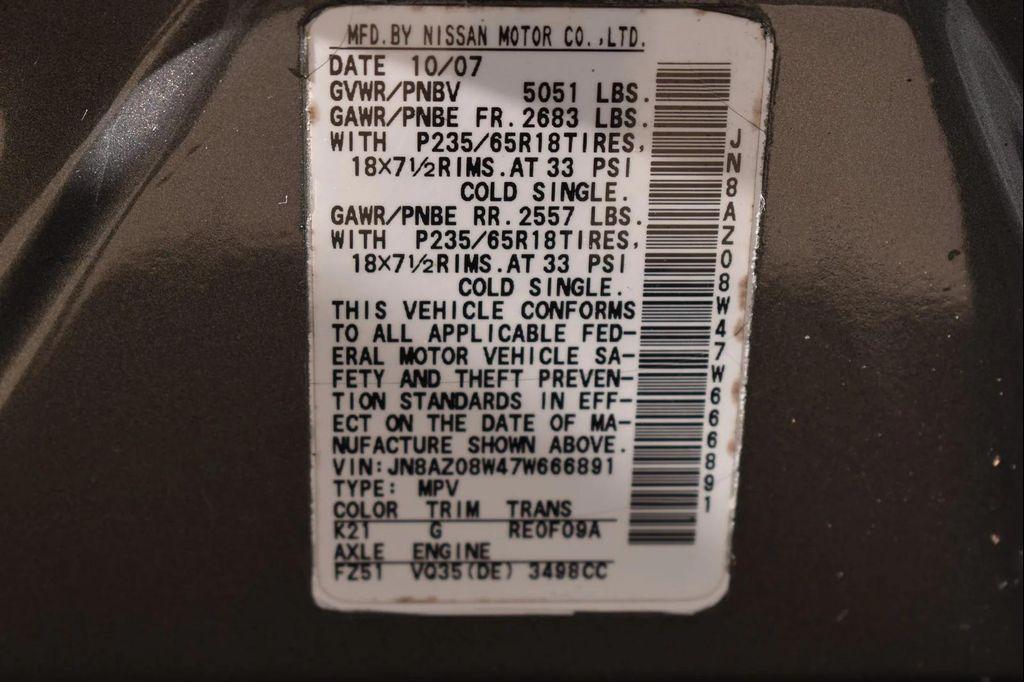 MFD.BY NISSAN MOTOR CO.,LTD.
DATE 10/07
GVWR/PNBV 5051 LBS.
GAWR/PNBE FR.2683 LBS.
WITH P235/65R18TIRES,
18×7½RIMS.AT 33 PSI
COLD SINGLE.
GAWR/PNBE RR.2557 LBS.
WITH P235/65R18TIRES,
18×7½RIMS.AT 33 PSI
COLD SINGLE.
THIS VEHICLE CONFORMS
TO ALL APPLICABLE FED-
ERAL MOTOR VEHICLE SA-
FETY AND THEFT PREVEN-
TION STANDARDS IN EFF-
ECT ON THE DATE OF MA-
NUFACTURE SHOWN ABOVE.
VIN:JN8AZ08W47W666891
TYPE: MPV
COLOR TRIM TRANS
K21 G RE0F09A
AXLE ENGINE
FZ51 VQ35(DE) 3498CC
JN8AZ08W47W666891